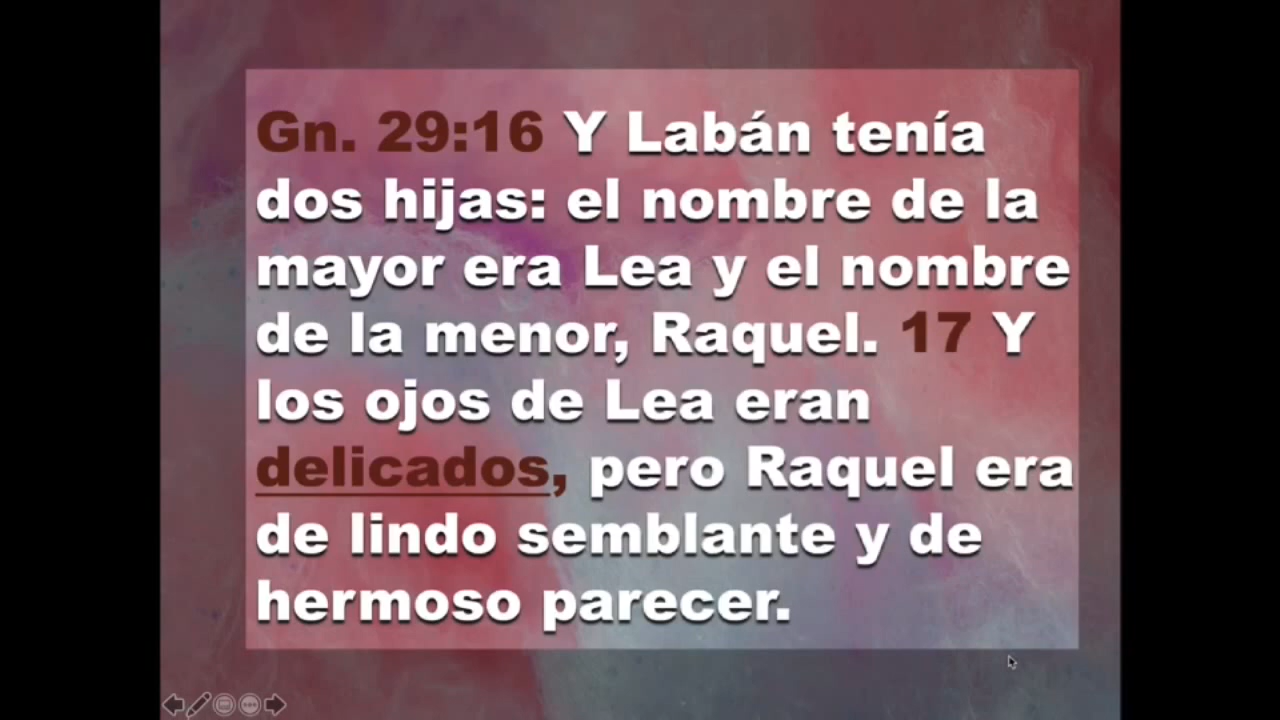 Gn. 29:16 Y Labán tenía
dos hijas: el nombre de la
mayor era Lea y el nombre
de la menor, Raquel. 17 Y
los ojos de Lea eran
delicados, pero Raquel era
de lindo semblante y de
hermoso parecer.